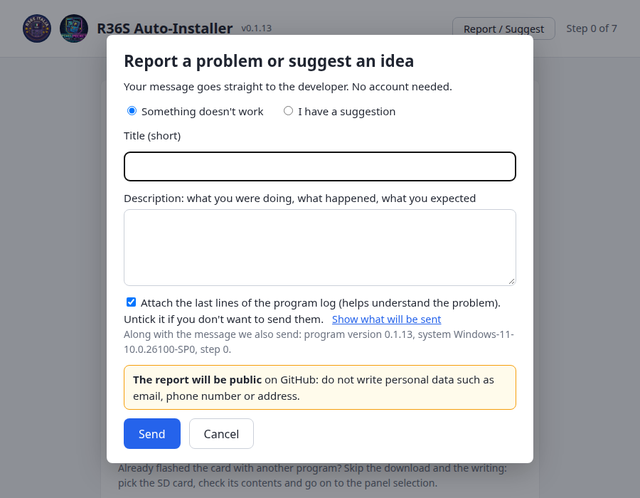 R36S Auto-Installer v0.1.13 Report / Suggest Step 0 of 7
Report a problem or suggest an idea
Your message goes straight to the developer. No account needed.
Something doesn't work I have a suggestion
Title (short)
Description: what you were doing, what happened, what you expected
Attach the last lines of the program log (helps understand the problem).
Untick it if you don't want to send them. Show what will be sent
Along with the message we also send: program version 0.1.13, system Windows-11-
10.0.26100-SP0, step 0.
The report will be public on GitHub: do not write personal data such as
email, phone number or address.
Send Cancel
Already flashed the card with another program? Skip the download and the writing:
pick the SD card, check its contents and go on to the panel selection.